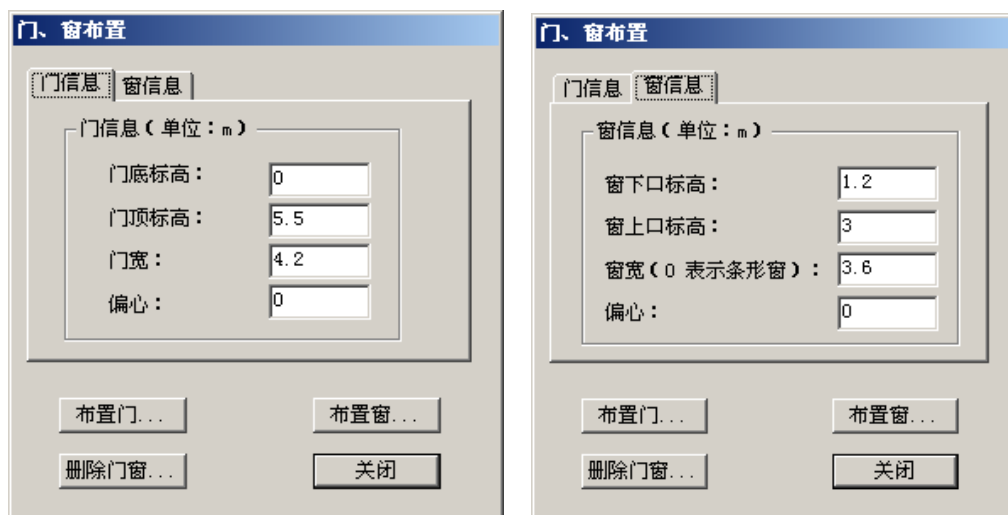 门、窗布置
门信息 窗信息
门信息(单位:m)
门底标高: 0
门顶标高: 5.5
门宽: 4.2
偏心: 0
布置门... 布置窗...
删除门窗... 关闭
门、窗布置
门信息 窗信息
窗信息(单位:m)
窗下口标高: 1.2
窗上口标高: 3
窗宽(0 表示条形窗): 3.6
偏心: 0
布置门... 布置窗...
删除门窗... 关闭